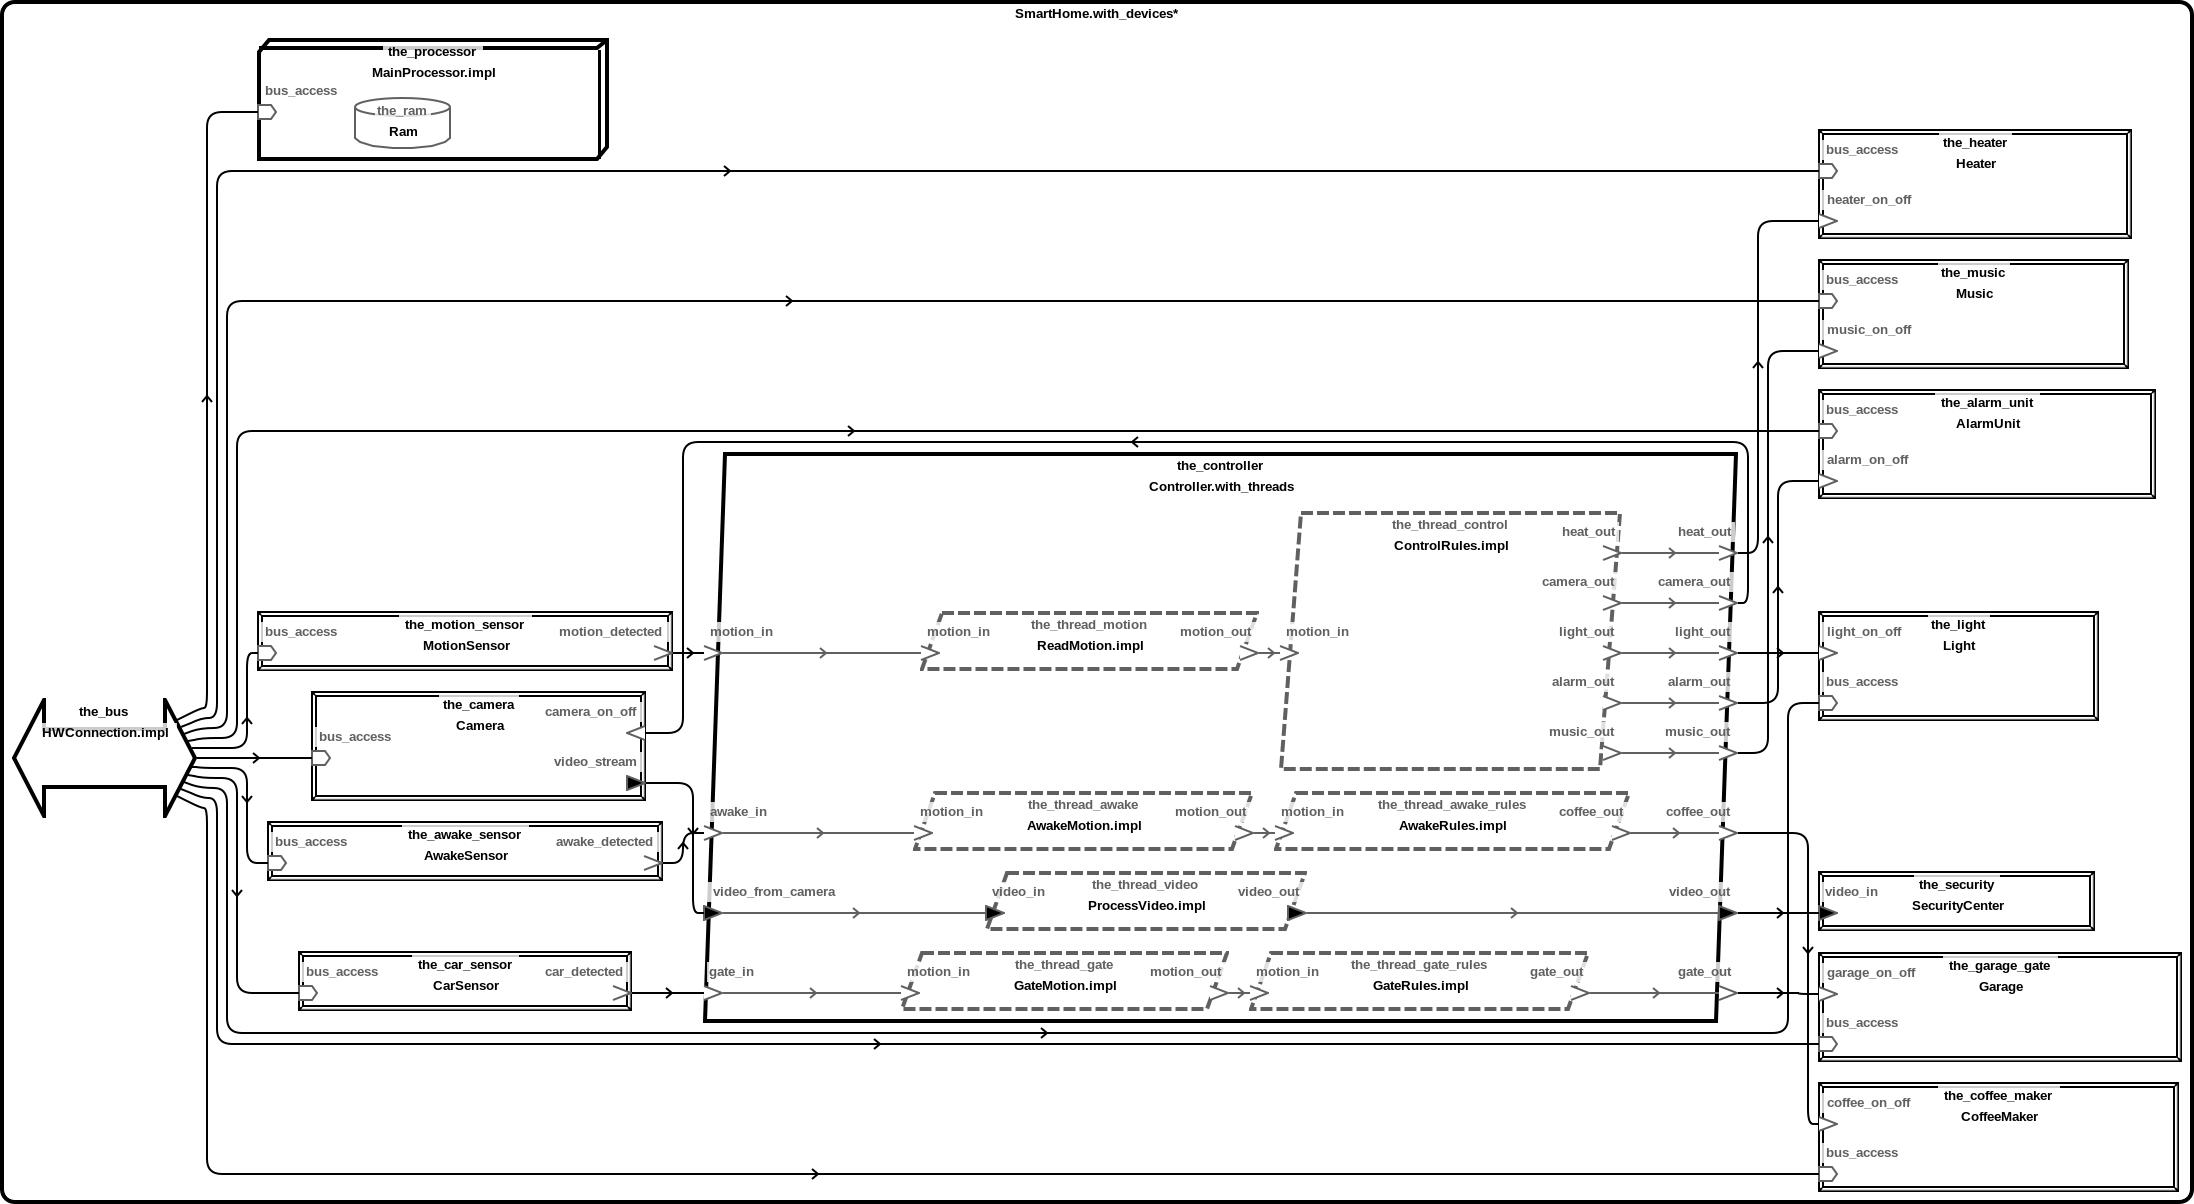 SmartHome.with_devices*
the_processor
MainProcessor.impl
bus_access
the_ram
Ram
the_heater
bus_access
Heater
heater_on_off
the_music
bus_access
Music
music_on_off
the_alarm_unit
bus_access
AlarmUnit
alarm_on_off
the_controller
Controller.with_threads
the_thread_control
ControlRules.impl
heat_out
heat_out
camera_out
camera_out
the_motion_sensor
bus_access
motion_detected
MotionSensor
motion_in
motion_in
the_thread_motion
motion_out
ReadMotion.impl
motion_in
light_out
light_out
light_on_off
the_light
Light
bus_access
alarm_out
alarm_out
music_out
music_out
the_bus
HWConnection.impl
the_camera
camera_on_off
Camera
bus_access
video_stream
the_awake_sensor
bus_access
awake_detected
AwakeSensor
awake_in
motion_in
the_thread_awake
motion_out
AwakeMotion.impl
motion_in
the_thread_awake_rules
coffee_out
AwakeRules.impl
coffee_out
video_from_camera
video_in
the_thread_video
video_out
ProcessVideo.impl
video_out
video_in
the_security
SecurityCenter
the_car_sensor
bus_access
car_detected
CarSensor
gate_in
motion_in
the_thread_gate
motion_out
GateMotion.impl
motion_in
the_thread_gate_rules
gate_out
GateRules.impl
gate_out
garage_on_off
the_garage_gate
Garage
bus_access
coffee_on_off
the_coffee_maker
CoffeeMaker
bus_access